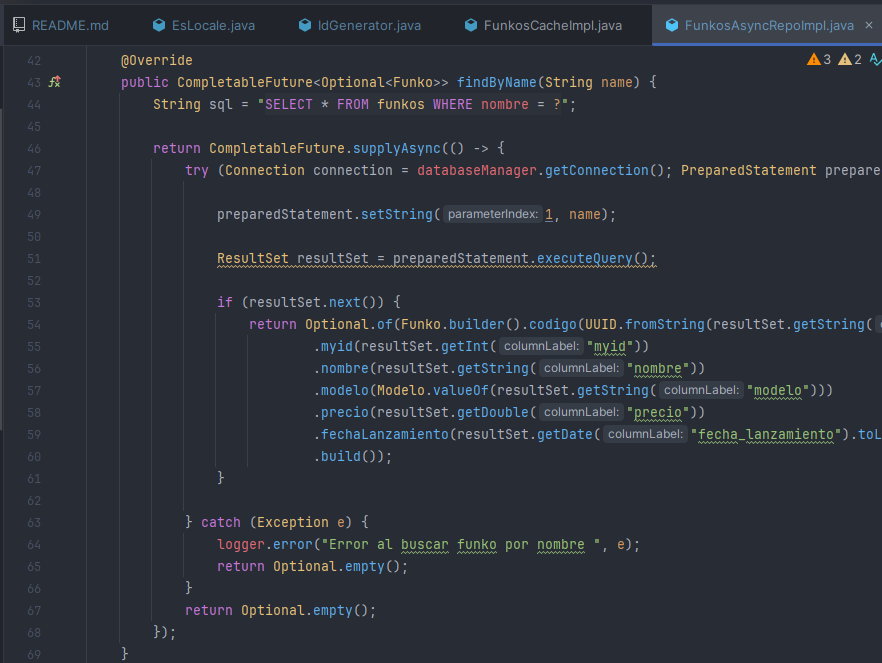 README.md EsLocale.java IdGenerator.java FunkosCacheImpl.java FunkosAsyncRepoImpl.java ×
42 @Override 3 2
43 public CompletableFuture<Optional<Funko>> findByName(String name) {
44 String sql = "SELECT * FROM funkos WHERE nombre = ?";
45
46 return CompletableFuture.supplyAsync(() -> {
47 try (Connection connection = databaseManager.getConnection(); PreparedStatement prepare
48
49 preparedStatement.setString( parameterIndex: 1, name);
50
51 ResultSet resultSet = preparedStatement.executeQuery();
52
53 if (resultSet.next()) {
54 return Optional.of(Funko.builder().codigo(UUID.fromString(resultSet.getString(
55 .myid(resultSet.getInt( columnLabel: "myid"))
56 .nombre(resultSet.getString( columnLabel: "nombre"))
57 .modelo(Modelo.valueOf(resultSet.getString( columnLabel: "modelo")))
58 .precio(resultSet.getDouble( columnLabel: "precio"))
59 .fechaLanzamiento(resultSet.getDate( columnLabel: "fecha_lanzamiento").toL
60 .build());
61 }
62
63 } catch (Exception e) {
64 logger.error("Error al buscar funko por nombre ", e);
65 return Optional.empty();
66 }
67 return Optional.empty();
68 });
69 }